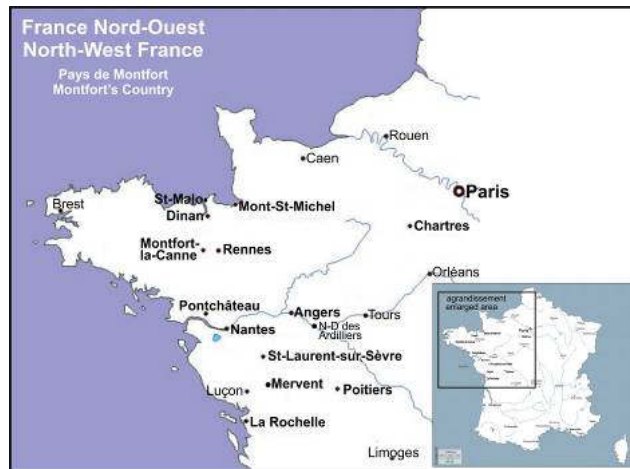 France Nord-Ouest
North-West France
Pays de Montfort
Montfort's Country
Rouen
Caen
Paris
St-Malo
Brest
Mont-St-Michel
Dinan
Chartres
Montfort-
la-Canne
Rennes
Orléans
Pontchâteau
Angers
Tours
N-D des
Ardilliers
Nantes
St-Laurent-sur-Sèvre
Mervent
Luçon
Poitiers
La Rochelle
Limoges
agrandissement
enlarged area